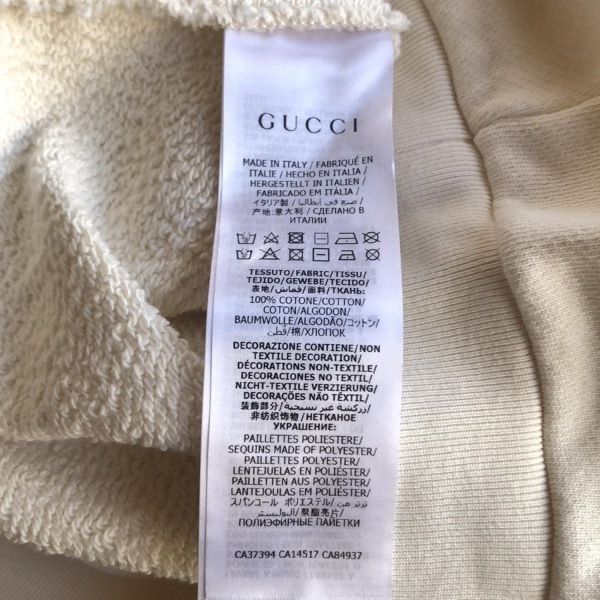 GUCCI
MADE IN ITALY / FABRIQUÉ EN
ITALIE / HECHO EN ITALIA /
HERGESTELLT IN ITALIEN /
FABRICADO EM ITÁLIA /
イタリア製 / صنع في إيطاليا /
产地:意大利 / СДЕЛАНО В
ИТАЛИИ
TESSUTO/FABRIC/TISSU/
TEJIDO/GEWEBE/TECIDO/
表地/قماش/面料/ТКАНЬ:
100% COTONE/COTTON/
COTON/ALGODON/
BAUMWOLLE/ALGODÃO/コットン/
قطن/棉/ХЛОПОК
DECORAZIONE CONTIENE/NON
TEXTILE DECORATION/
DÉCORATIONS NON-TEXTILE/
DECORACIONES NO TEXTIL/
NICHT-TEXTILE VERZIERUNG/
DECORAÇÕES NÃO TÊXTIL/
装飾部分/زركشة غير نسيجية/
非纺织饰物/НЕТКАНОЕ
УКРАШЕНИЕ:
PAILLETTES POLIESTERE/
SEQUINS MADE OF POLYESTER/
PAILLETTES POLYESTER/
LENTEJUELAS EN POLIÉSTER/
PAILLETTEN AUS POLYESTER/
LANTEJOULAS EM POLIÉSTER/
スパンコール ポリエステル/ترتر من
البوليستر/聚酯亮片/
ПОЛИЭФИРНЫЕ ПАЙЕТКИ
CA37394 CA14517 CA84937